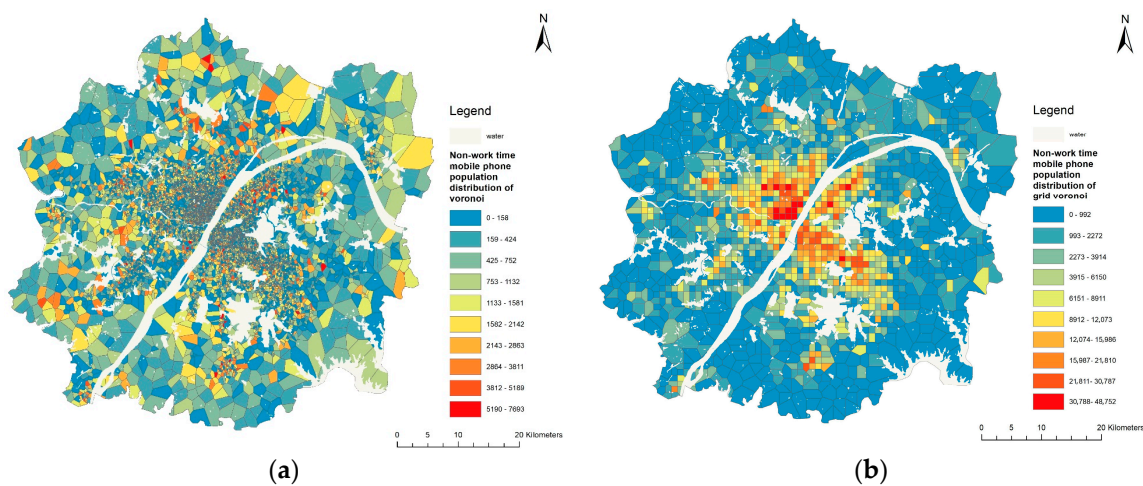 N
Legend
water
Non-work time
mobile phone
population
distribution of
voronoi
0 - 158
159 - 424
425 - 752
753 - 1132
1133 - 1581
1582 - 2142
2143 - 2863
2864 - 3811
3812 - 5189
5190 - 7693
0 5 10 20 Kilometers
(a)
N
Legend
water
Non-work time
mobile phone
population
distribution of
grid voronoi
0 - 992
993 - 2272
2273 - 3914
3915 - 6150
6151 - 8911
8912 - 12,073
12,074 - 15,986
15,987 - 21,810
21,811 - 30,787
30,788- 48,752
0 5 10 20 Kilometers
(b)